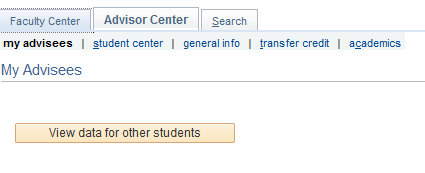 Faculty Center Advisor Center Search
my advisees | student center | general info | transfer credit | academics
My Advisees
View data for other students